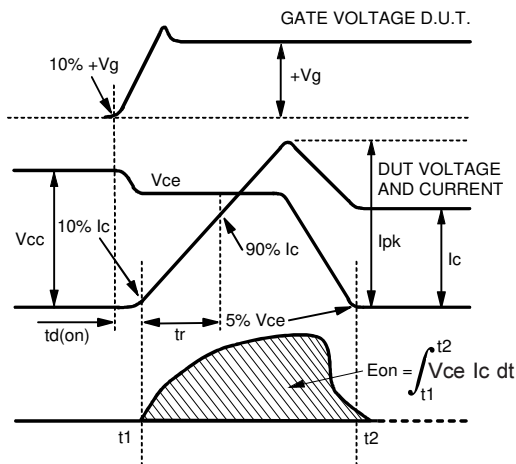 GATE VOLTAGE D.U.T.
10% +Vg
+Vg
Vce
DUT VOLTAGE
AND CURRENT
10% Ic
Vcc
90% Ic
Ipk
Ic
td(on)
tr
5% Vce
Eon = ∫ t2 t1 Vce Ic dt
t1
t2